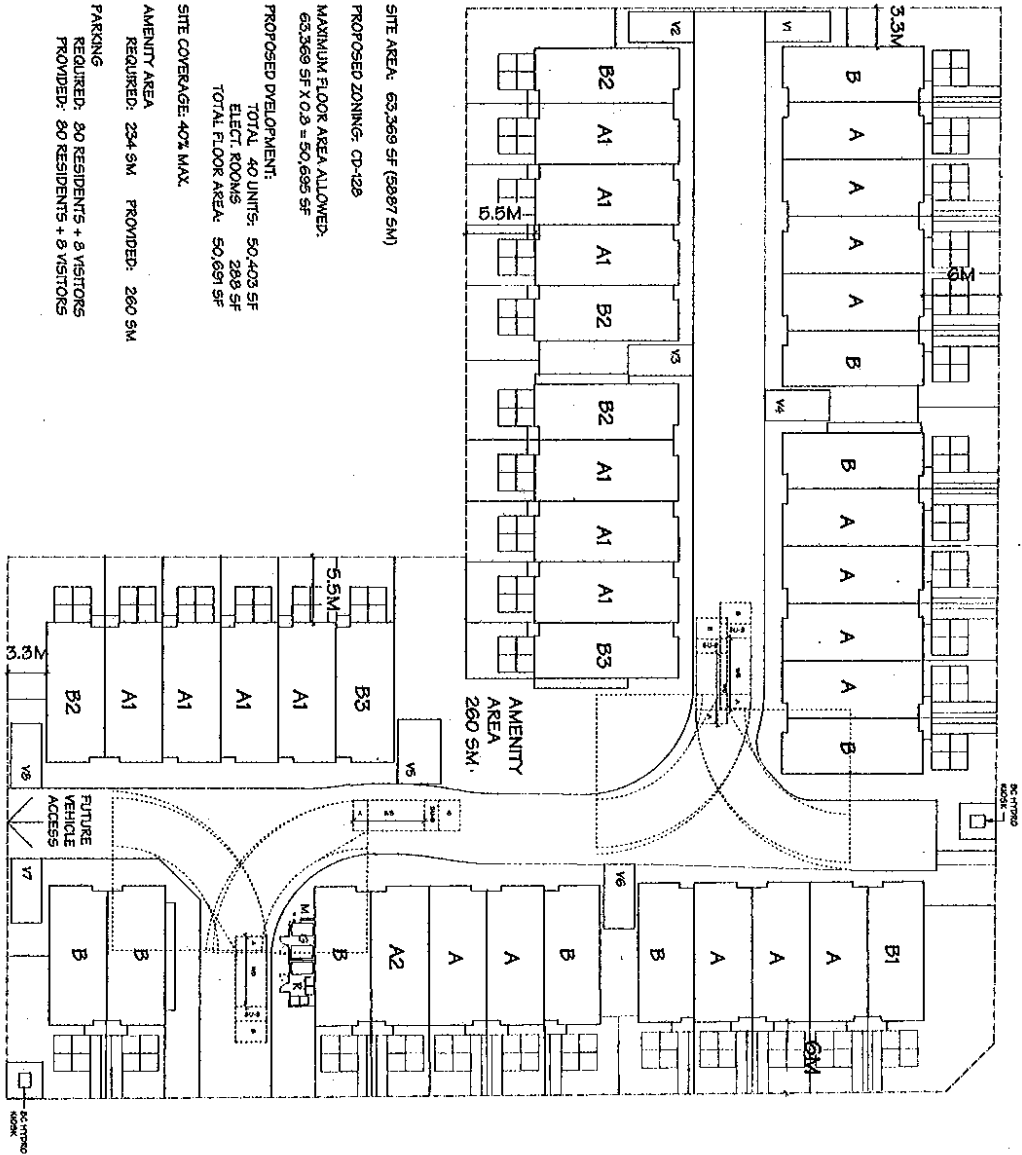 SITE AREA: 63,369 SF (5887 SM)
PROPOSED ZONING: CD-128
MAXIMUM FLOOR AREA ALLOWED:
63,369 SF X 0.8 = 50,695 SF
PROPOSED DVELOPMENT:
TOTAL 40 UNITS: 50,403 SF
ELECT. ROOMS 288 SF
TOTAL FLOOR AREA: 50,691 SF
SITE COVERAGE: 40% MAX.
AMENITY AREA
REQUIRED: 234 SM PROVIDED: 260 SM
PARKING
REQUIRED: 80 RESIDENTS + 8 VISITORS
PROVIDED: 80 RESIDENTS + 8 VISITORS
3.3M
V1
V2
B
A
A
A
A
B
6M
V4
B
A
A
A
A
B
B2
A1
A1
A1
B2
5.5M
V3
B2
A1
A1
A1
B3
AMENITY
AREA
260 SM.
BC HYDRO
KIOSK
5.5M
3.3M
B2
A1
A1
A1
A1
B3
V5
V8
FUTURE
VEHICLE
ACCESS
V7
V6
B
B
M
G
R
B
A2
A
A
B
B
A
A
A
B1
6M
BC HYDRO
KIOSK